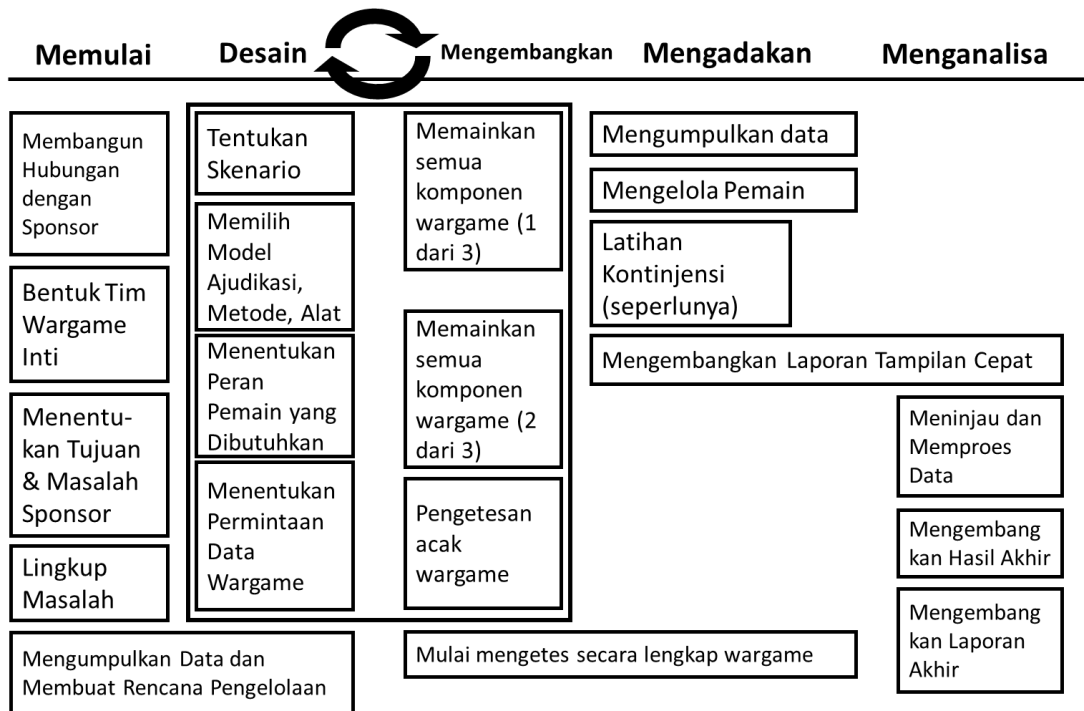 Memulai
Desain
Mengembangkan
Mengadakan
Menganalisa
Membangun
Hubungan
dengan
Sponsor
Bentuk Tim
Wargame
Inti
Menentu-
kan Tujuan
& Masalah
Sponsor
Lingkup
Masalah
Mengumpulkan Data dan
Membuat Rencana Pengelolaan
Tentukan
Skenario
Memilih
Model
Ajudikasi,
Metode, Alat
Menentukan
Peran
Pemain yang
Dibutuhkan
Menentukan
Permintaan
Data
Wargame
Memainkan
semua
komponen
wargame (1
dari 3)
Memainkan
semua
komponen
wargame (2
dari 3)
Pengetesan
acak
wargame
Mulai mengetes secara lengkap wargame
Mengumpulkan data
Mengelola Pemain
Latihan
Kontinjensi
(seperlunya)
Mengembangkan Laporan Tampilan Cepat
Meninjau dan
Memproes
Data
Mengembang
kan Hasil Akhir
Mengembang
kan Laporan
Akhir